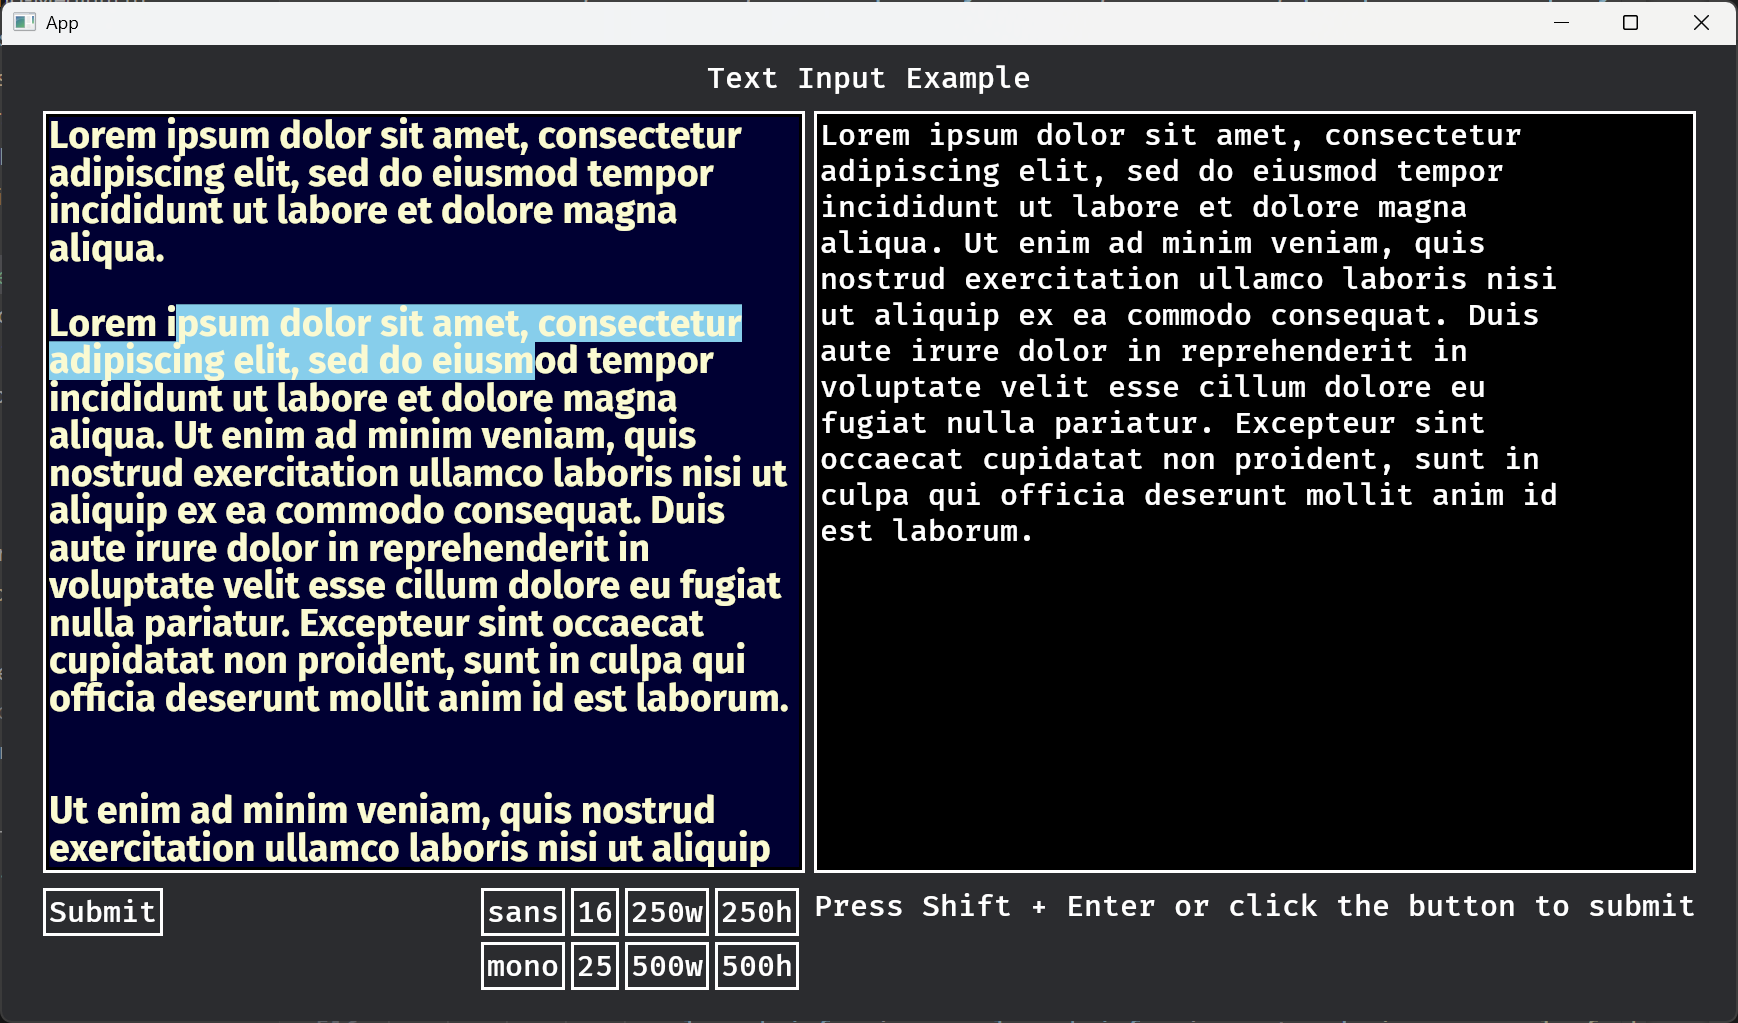 App
Text Input Example
Lorem ipsum dolor sit amet, consectetur
adipiscing elit, sed do eiusmod tempor
incididunt ut labore et dolore magna
aliqua.
Lorem ipsum dolor sit amet, consectetur
adipiscing elit, sed do eiusmod tempor
incididunt ut labore et dolore magna
aliqua. Ut enim ad minim veniam, quis
nostrud exercitation ullamco laboris nisi ut
aliquip ex ea commodo consequat. Duis
aute irure dolor in reprehenderit in
voluptate velit esse cillum dolore eu fugiat
nulla pariatur. Excepteur sint occaecat
cupidatat non proident, sunt in culpa qui
officia deserunt mollit anim id est laborum.
Ut enim ad minim veniam, quis nostrud
exercitation ullamco laboris nisi ut aliquip
Lorem ipsum dolor sit amet, consectetur
adipiscing elit, sed do eiusmod tempor
incididunt ut labore et dolore magna
aliqua. Ut enim ad minim veniam, quis
nostrud exercitation ullamco laboris nisi
ut aliquip ex ea commodo consequat. Duis
aute irure dolor in reprehenderit in
voluptate velit esse cillum dolore eu
fugiat nulla pariatur. Excepteur sint
occaecat cupidatat non proident, sunt in
culpa qui officia deserunt mollit anim id
est laborum.
Submit
sans 16 250w 250h
mono 25 500w 500h
Press Shift + Enter or click the button to submit